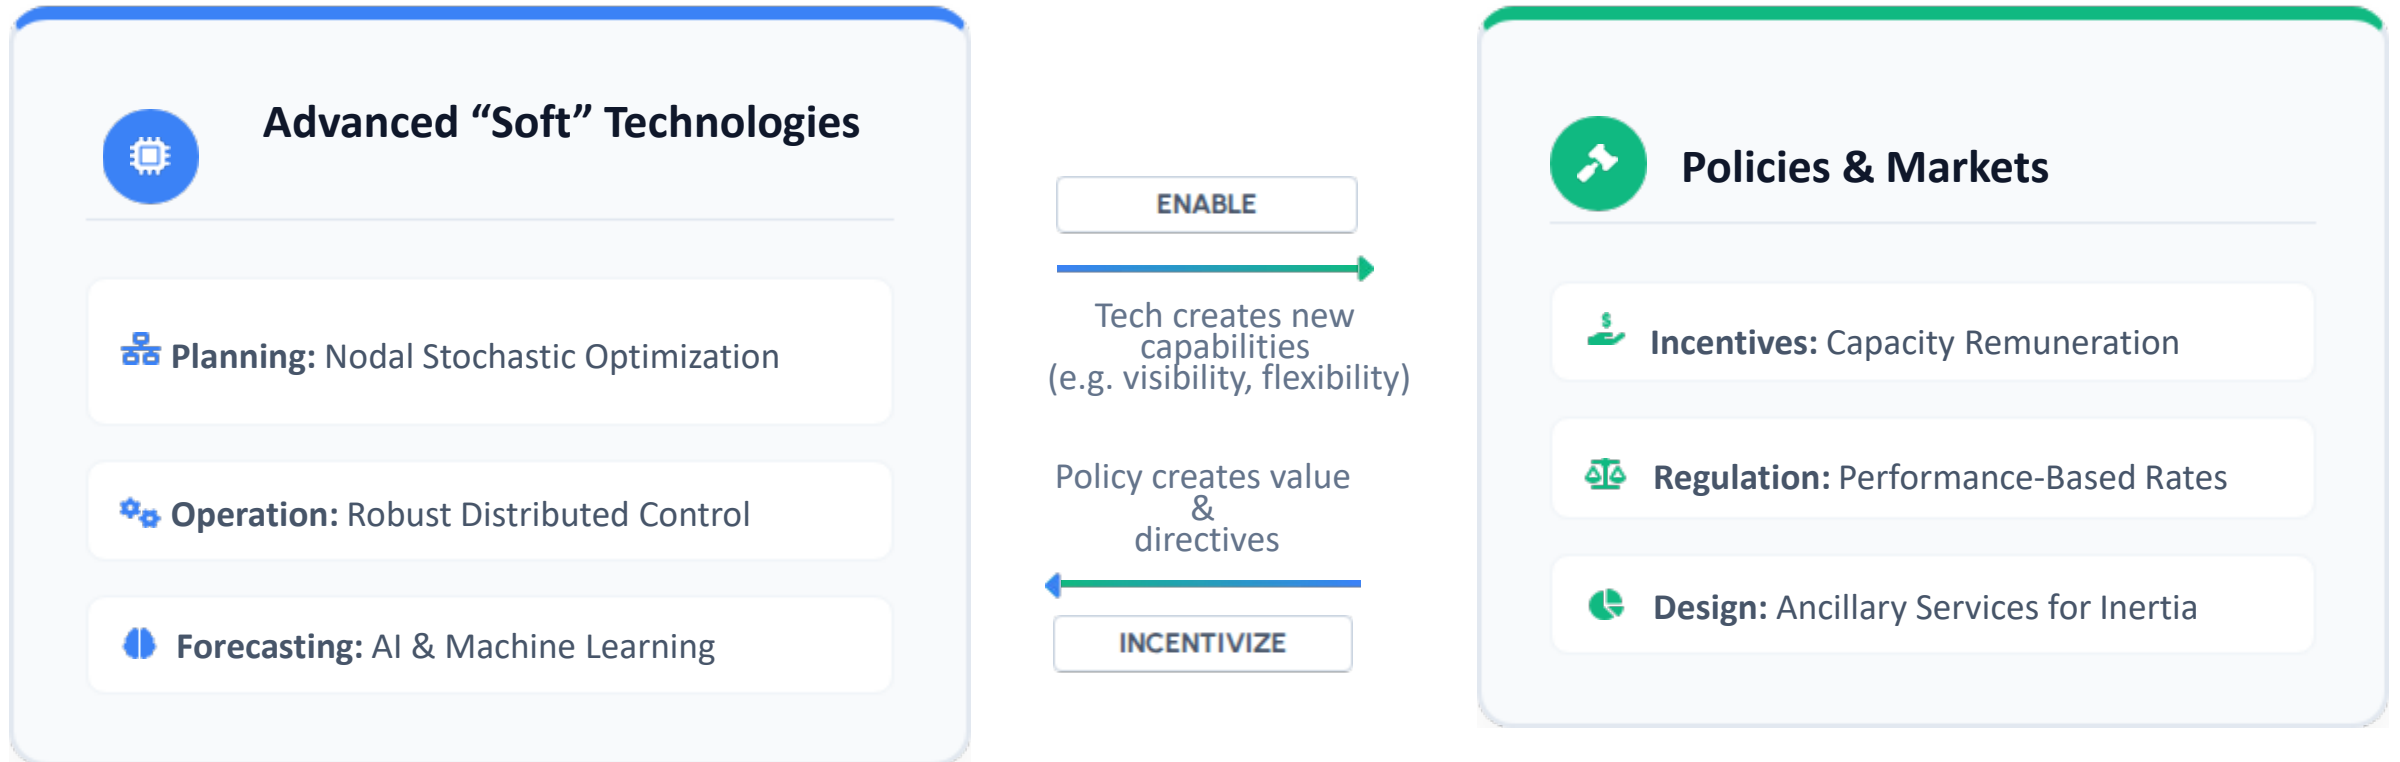 Advanced “Soft” Technologies
Planning: Nodal Stochastic Optimization
Operation: Robust Distributed Control
Forecasting: AI & Machine Learning
ENABLE
Tech creates new
capabilities
(e.g. visibility, flexibility)
Policy creates value
&
directives
INCENTIVIZE
Policies & Markets
Incentives: Capacity Remuneration
Regulation: Performance-Based Rates
Design: Ancillary Services for Inertia